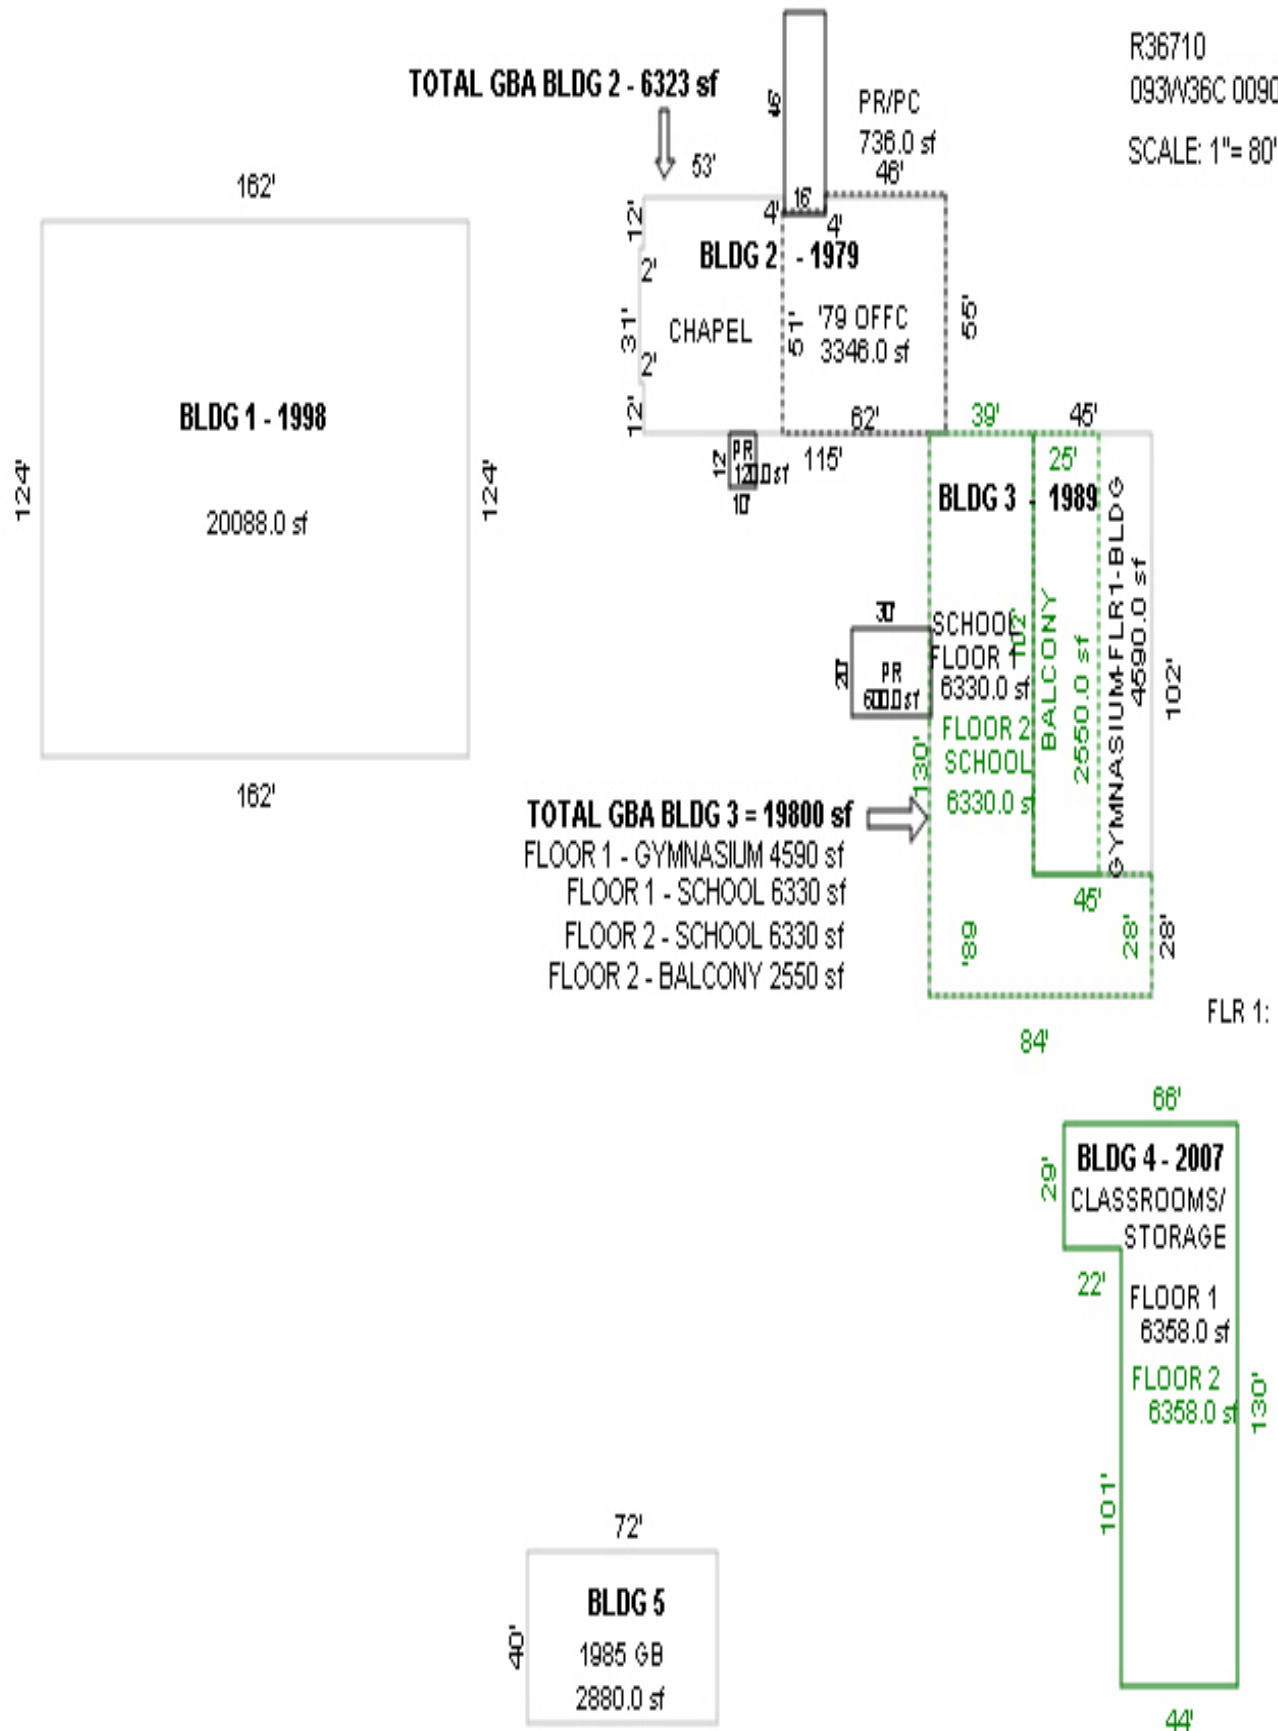 R36710
093W36C 0090
SCALE: 1"= 80'
TOTAL GBA BLDG 2 - 6323 sf
46'
PR/PC
736.0 sf
46'
53'
16'
4'
4'
12'
2'
31'
2'
12'
BLDG 2 - 1979
CHAPEL
51'
'79 OFFC
3346.0 sf
55'
62'
115'
12'
PR
120.0 sf
10'
162'
124'
BLDG 1 - 1998
20088.0 sf
124'
162'
39'
45'
25'
BLDG 3 - 1989
30'
20'
PR
600.0 sf
SCHOOL
FLOOR 1
6330.0 sf
FLOOR 2
SCHOOL
6330.0 sf
130'
102'
BALCONY
2550.0 sf
GYMNASIUM-FLR1-BLDG
4590.0 sf
102'
TOTAL GBA BLDG 3 = 19800 sf
FLOOR 1 - GYMNASIUM 4590 sf
FLOOR 1 - SCHOOL 6330 sf
FLOOR 2 - SCHOOL 6330 sf
FLOOR 2 - BALCONY 2550 sf
45'
'89
28'
28'
84'
FLR 1:
66'
29'
BLDG 4 - 2007
CLASSROOMS/
STORAGE
22'
FLOOR 1
6358.0 sf
FLOOR 2
6358.0 sf
130'
101'
44'
72'
40'
BLDG 5
1985 GB
2880.0 sf